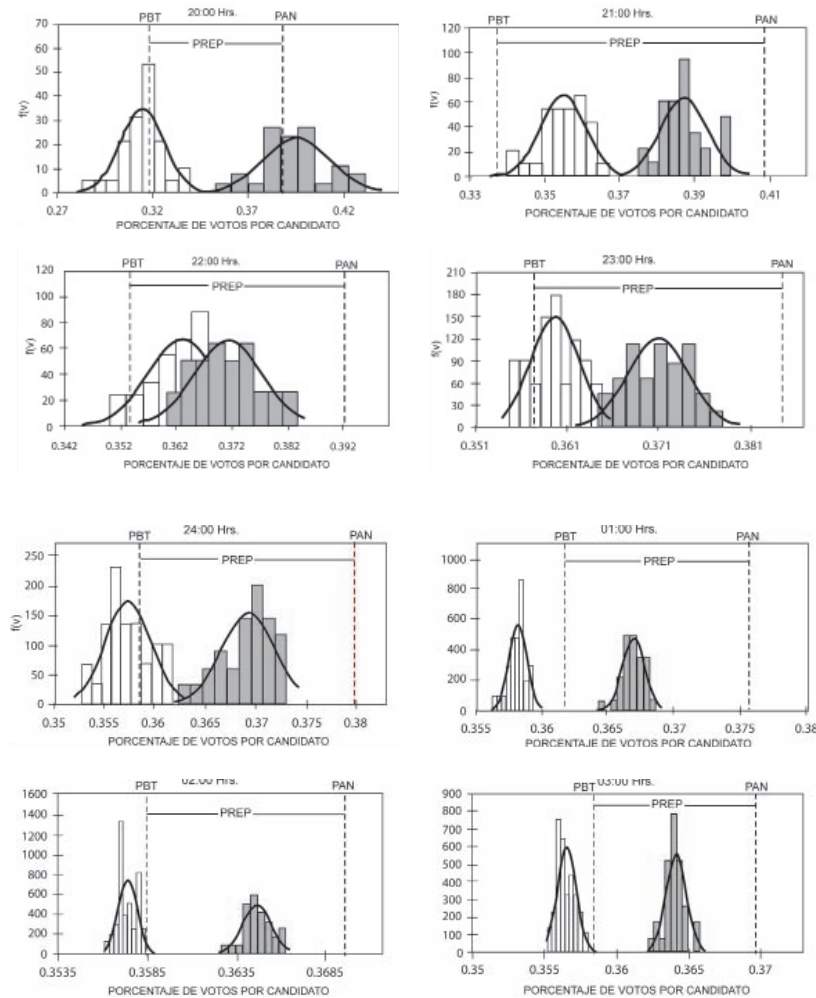 PBT 20:00 Hrs. PAN
PREP
70
60
50
40
30
20
10
0
f(v)
0.27 0.32 0.37 0.42
PORCENTAJE DE VOTOS POR CANDIDATO
PBT 21:00 Hrs. PAN
PREP
120
100
80
60
40
20
0
f(v)
0.33 0.35 0.37 0.39 0.41
PORCENTAJE DE VOTOS POR CANDIDATO
PBT 22:00 Hrs. PAN
PREP
120
100
80
60
40
20
0
f(v)
0.342 0.352 0.362 0.372 0.382 0.392
PORCENTAJE DE VOTOS POR CANDIDATO
PBT 23:00 Hrs. PAN
PREP
210
180
150
120
90
60
30
0
f(v)
0.351 0.361 0.371 0.381
PORCENTAJE DE VOTOS POR CANDIDATO
PBT 24:00 Hrs. PAN
PREP
250
200
150
100
50
0
f(v)
0.35 0.355 0.36 0.365 0.37 0.375 0.38
PORCENTAJE DE VOTOS POR CANDIDATO
PBT 01:00 Hrs. PAN
PREP
1000
800
600
400
200
0
0.355 0.36 0.365 0.37 0.375 0.38
PORCENTAJE DE VOTOS POR CANDIDATO
PBT 02:00 Hrs. PAN
PREP
1600
1400
1200
1000
800
600
400
200
0
0.3535 0.3585 0.3635 0.3685
PORCENTAJE DE VOTOS POR CANDIDATO
PBT 03:00 Hrs. PAN
PREP
900
800
700
600
500
400
300
200
100
0
0.35 0.355 0.36 0.365 0.37
PORCENTAJE DE VOTOS POR CANDIDATO